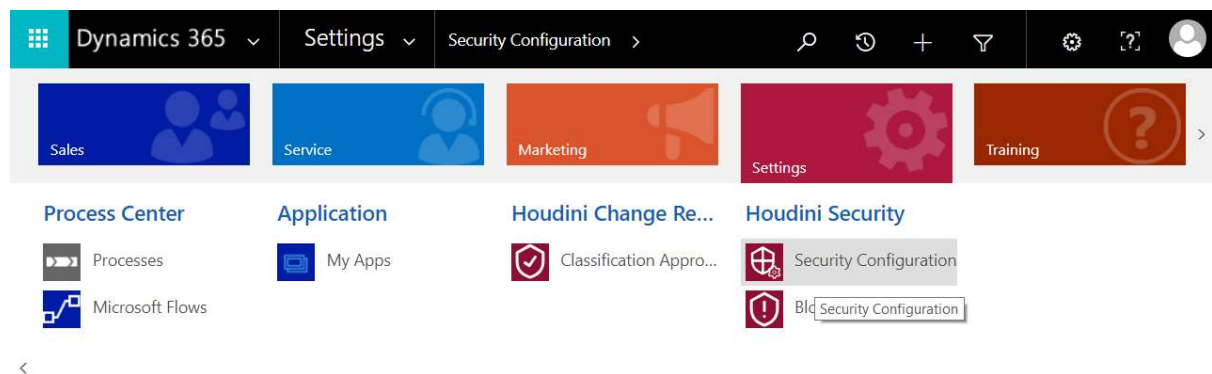 Dynamics 365 Settings Security Configuration
Sales Service Marketing Settings Training
Process Center Application Houdini Change Re... Houdini Security
Processes My Apps Classification Appro... Security Configuration
Microsoft Flows Security Configuration